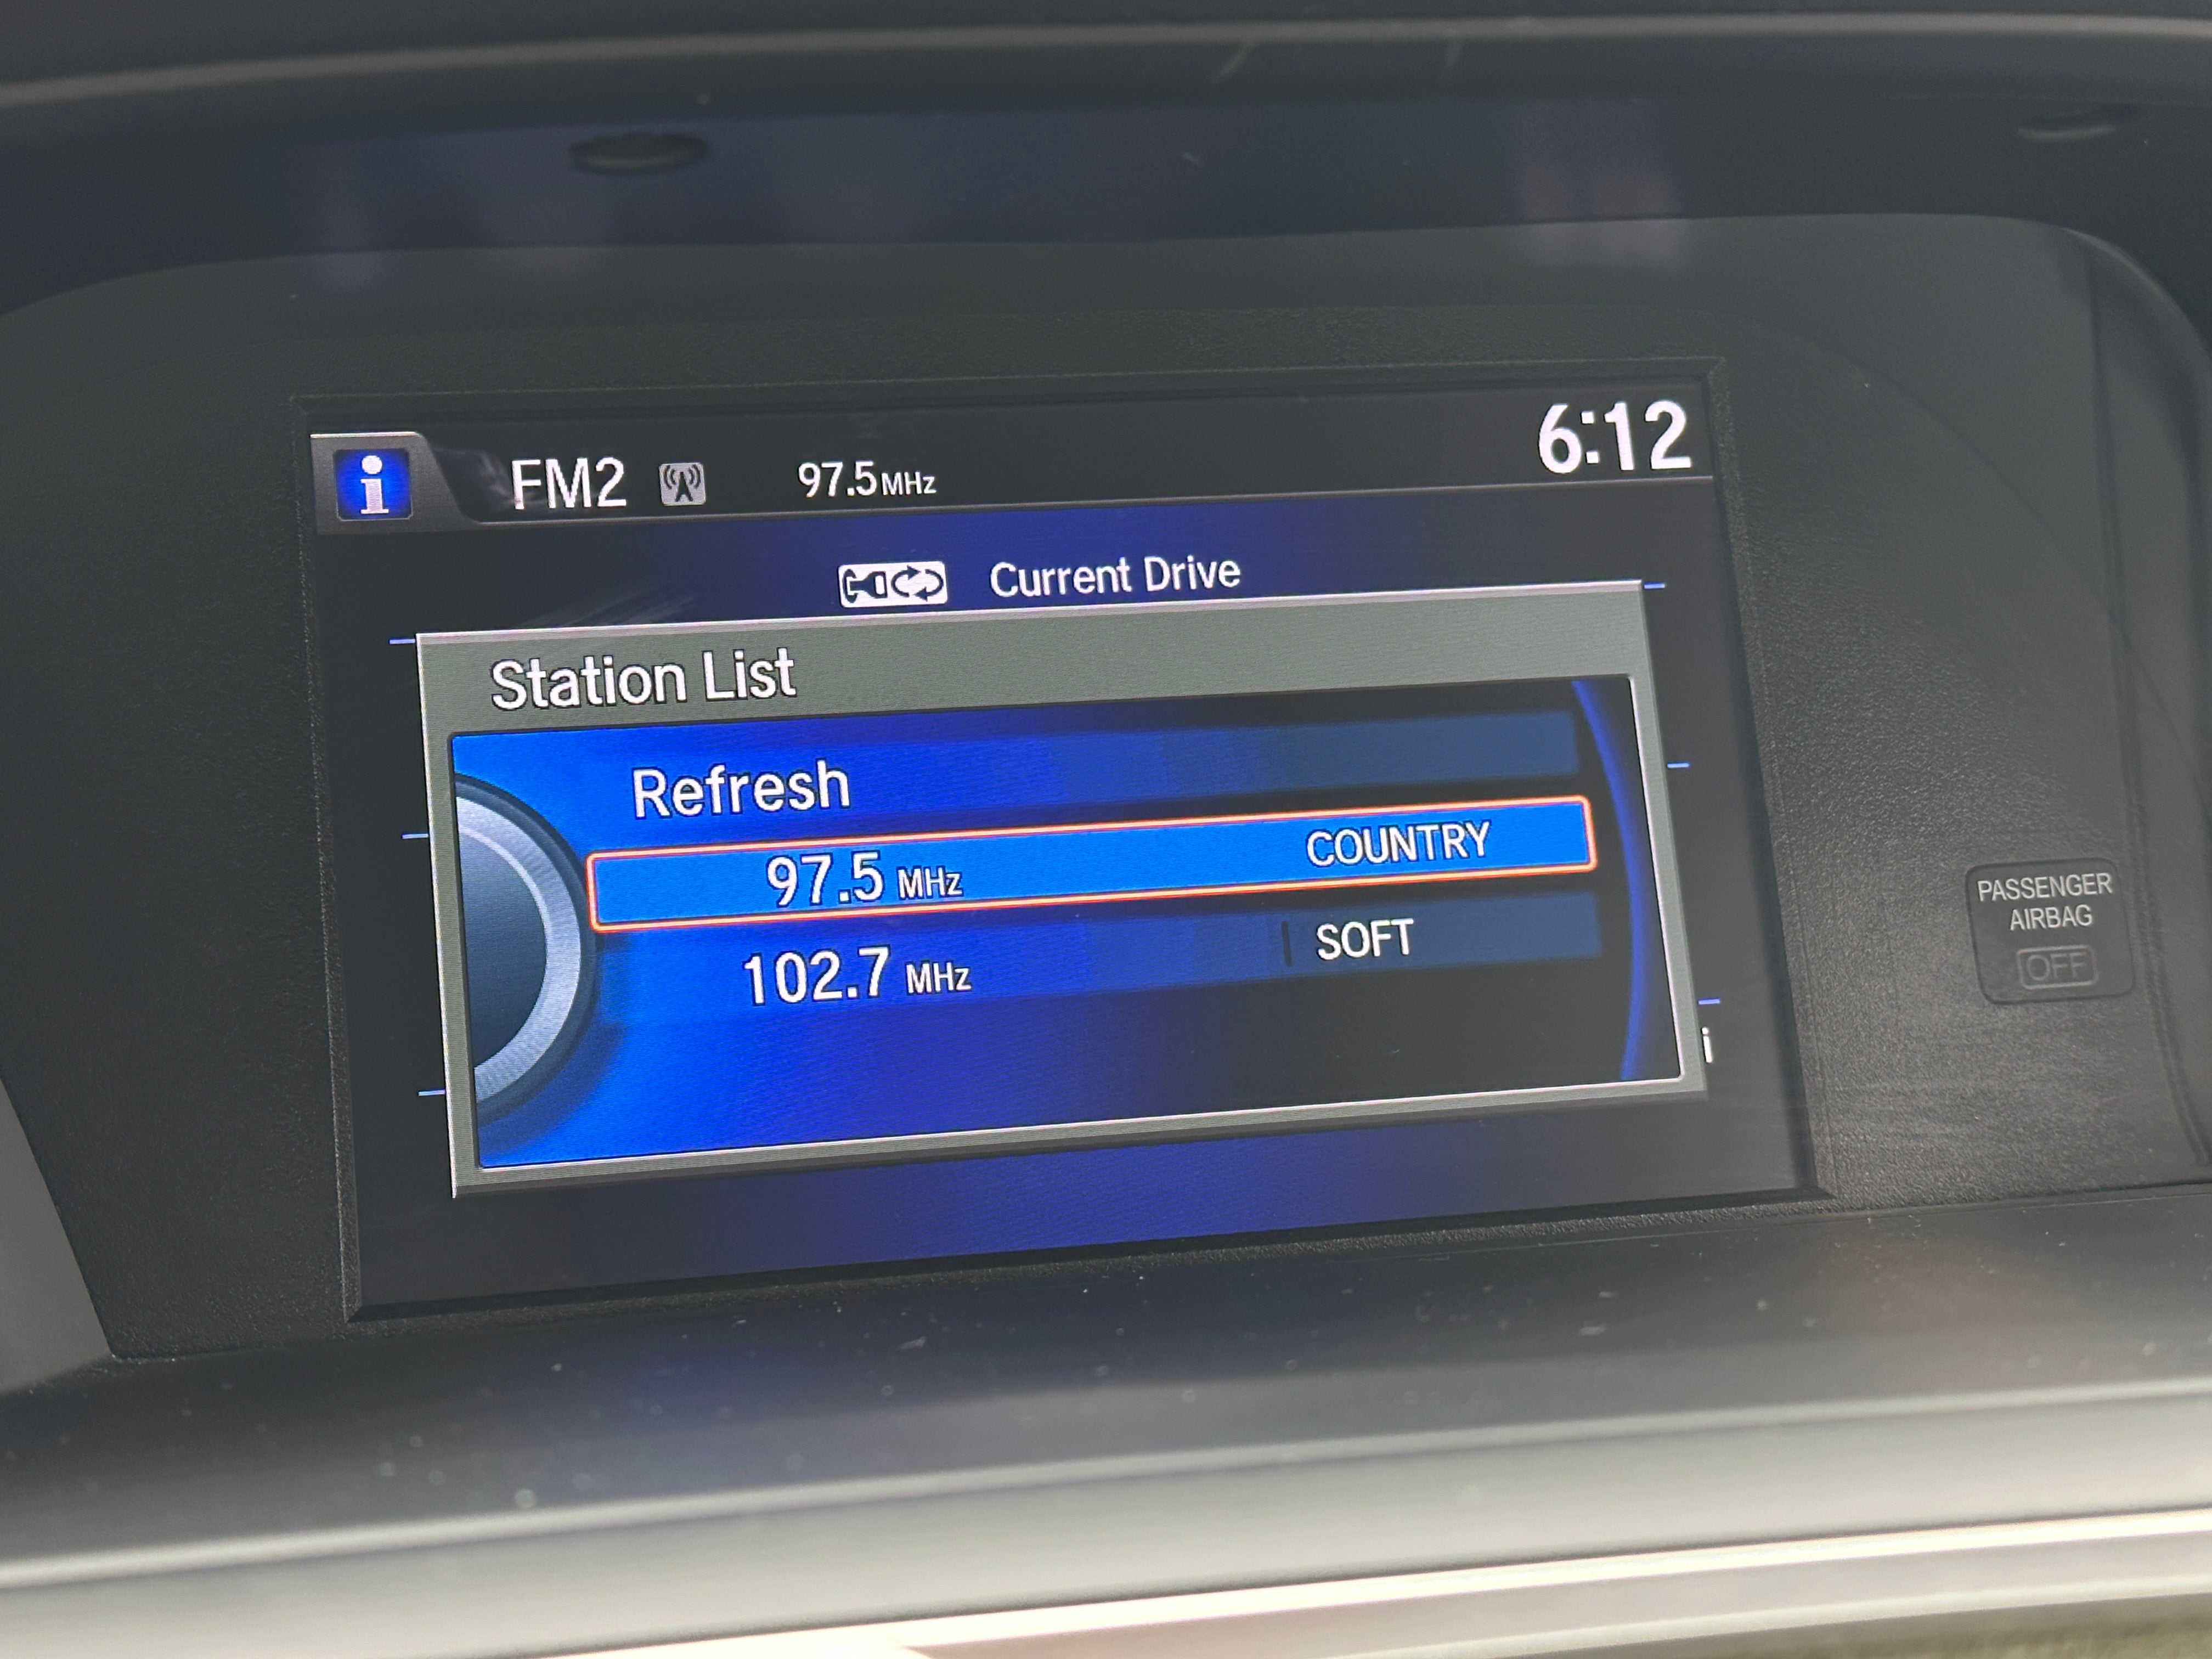 i FM2 97.5MHz 6:12
Current Drive
Station List
Refresh
97.5 MHz COUNTRY
102.7 MHz SOFT
i
PASSENGER
AIRBAG
OFF